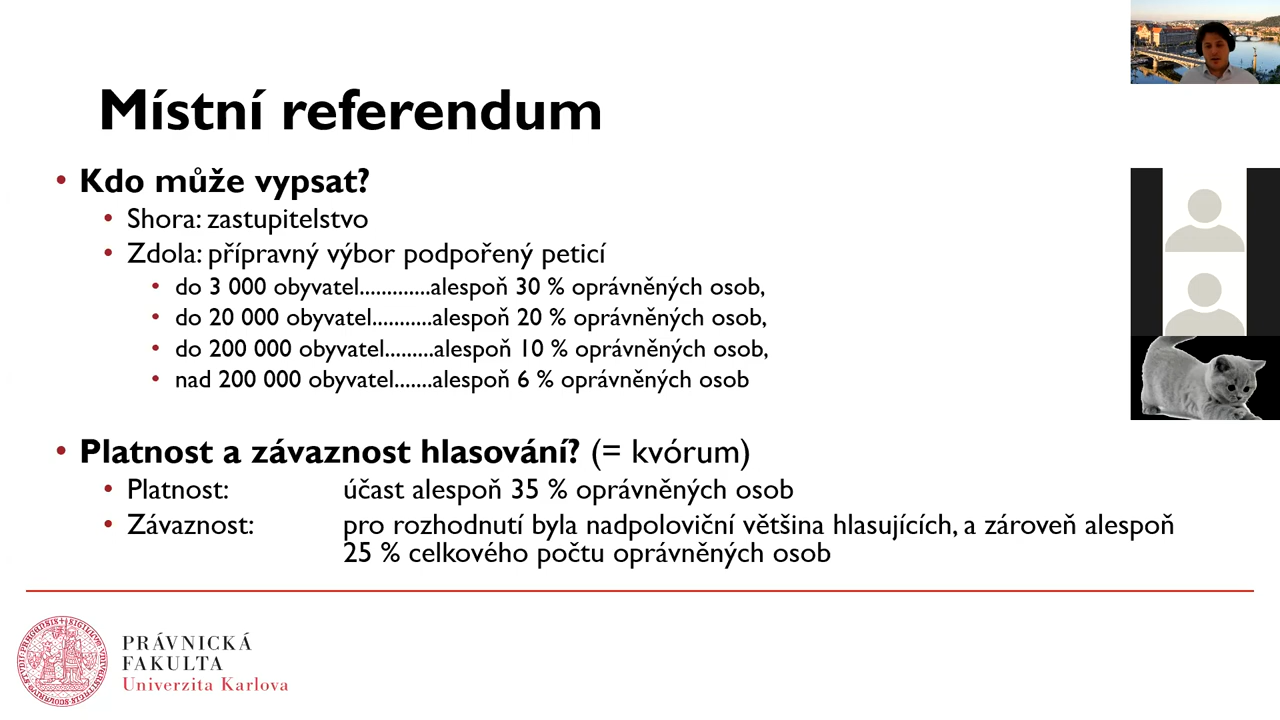 Místní referendum
• Kdo může vypsat?
• Shora: zastupitelstvo
• Zdola: přípravný výbor podpořený peticí
• do 3 000 obyvatel.............alespoň 30 % oprávněných osob,
• do 20 000 obyvatel...........alespoň 20 % oprávněných osob,
• do 200 000 obyvatel.........alespoň 10 % oprávněných osob,
• nad 200 000 obyvatel.......alespoň 6 % oprávněných osob
• Platnost a závaznost hlasování? (= kvórum)
• Platnost: účast alespoň 35 % oprávněných osob
• Závaznost: pro rozhodnutí byla nadpoloviční většina hlasujících, a zároveň alespoň
25 % celkového počtu oprávněných osob
PRÁVNICKÁ
FAKULTA
Univerzita Karlova